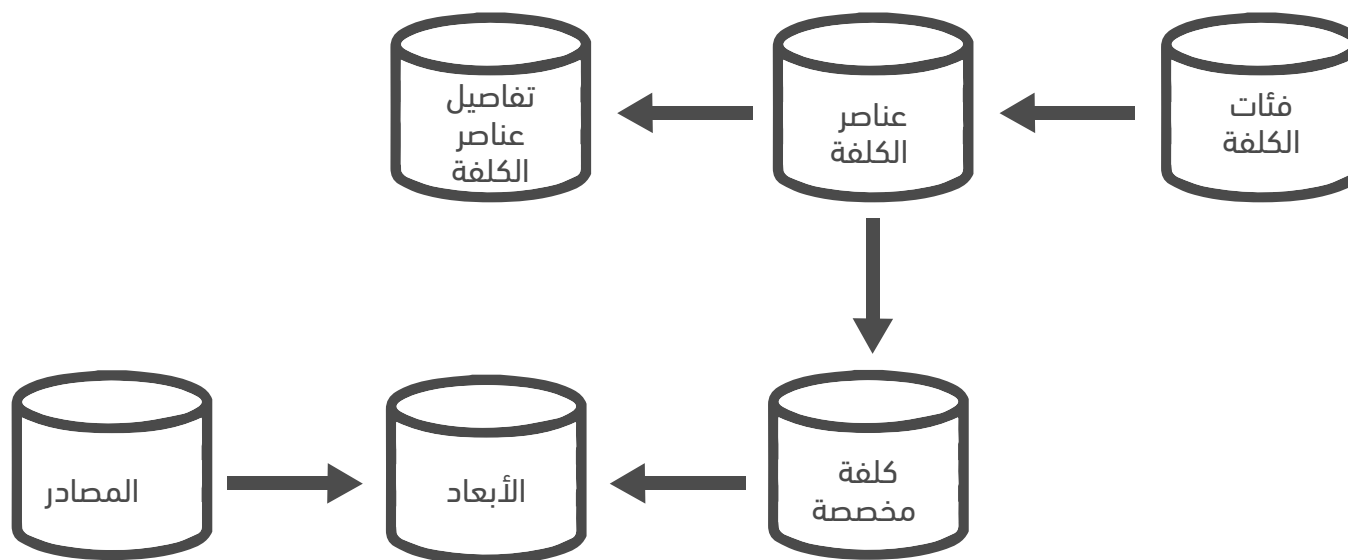 فئات
الكلفة
عناصر
الكلفة
تفاصيل
عناصر
الكلفة
كلفة
مخصصة
الأبعاد
المصادر